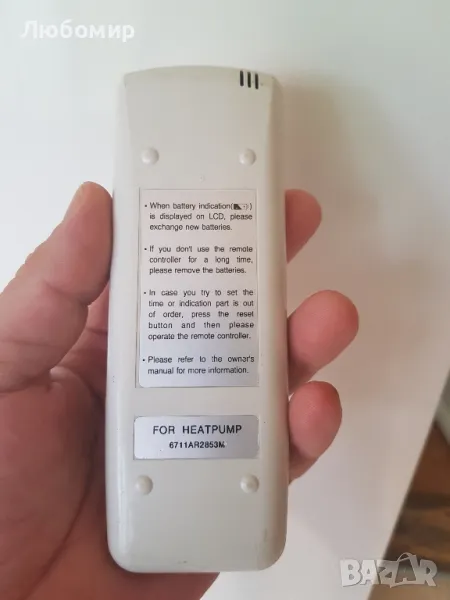 Любомир
• When battery indication( )
is displayed on LCD, please
exchange new batteries.
• If you don't use the remote
controller for a long time,
please remove the batteries.
• In case you try to set the
time or indication part is out
of order, press the reset
button and then please
operate the remote controller.
• Please refer to the owner's
manual for more information.
FOR HEATPUMP
6711AR2853M
BAZAR